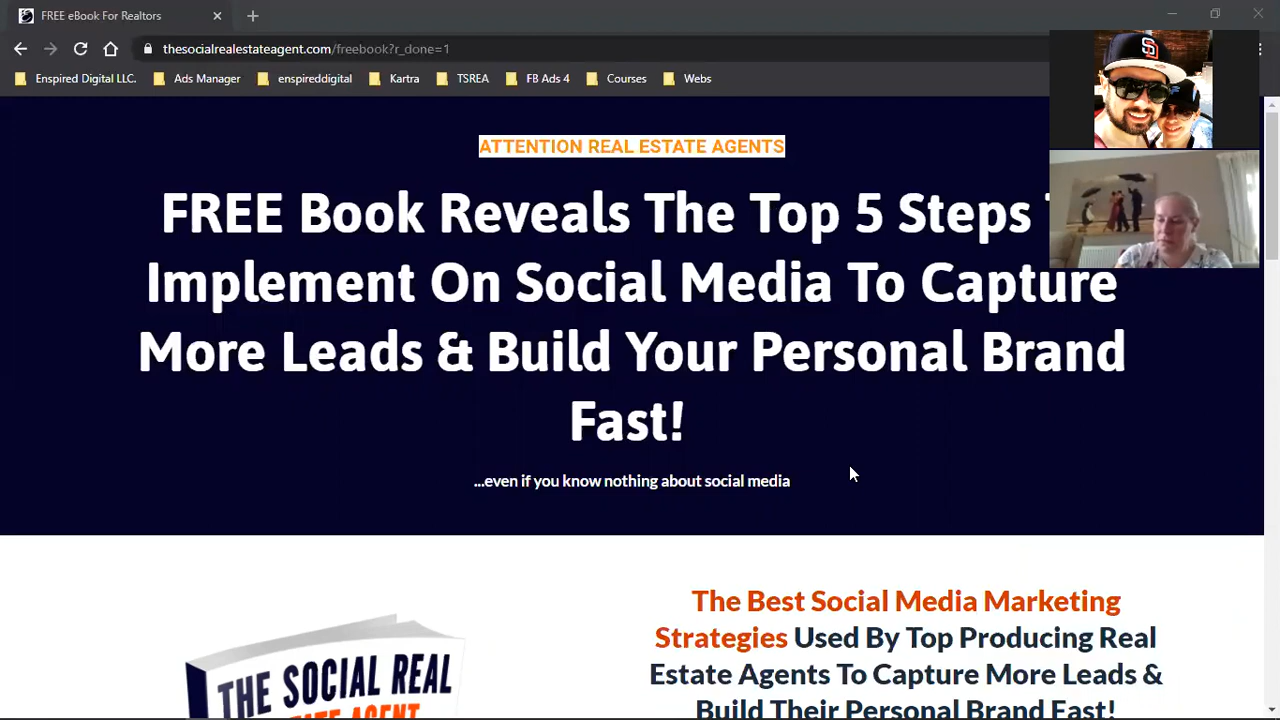 FREE eBook For Realtors
thesocialrealestateagent.com/freebook?r_done=1
Enspired Digital LLC. Ads Manager enspireddigital Kartra TSREA FB Ads 4 Courses Webs
ATTENTION REAL ESTATE AGENTS
FREE Book Reveals The Top 5 Steps
Implement On Social Media To Capture
More Leads & Build Your Personal Brand
Fast!
...even if you know nothing about social media
The Best Social Media Marketing
Strategies Used By Top Producing Real
Estate Agents To Capture More Leads &
Build Their Personal Brand Fast!
THE SOCIAL REAL
ESTATE AGENT